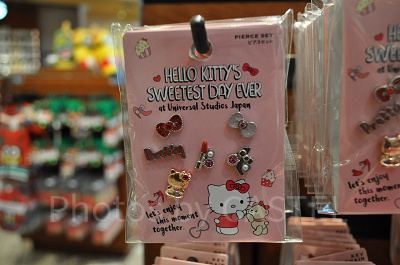 PIERCE SET
ピアスセット
HELLO KITTY'S
SWEETEST DAY EVER
at Universal Studios Japan
let's enjoy
this moment
together.
let's enjoy
this mom
together.